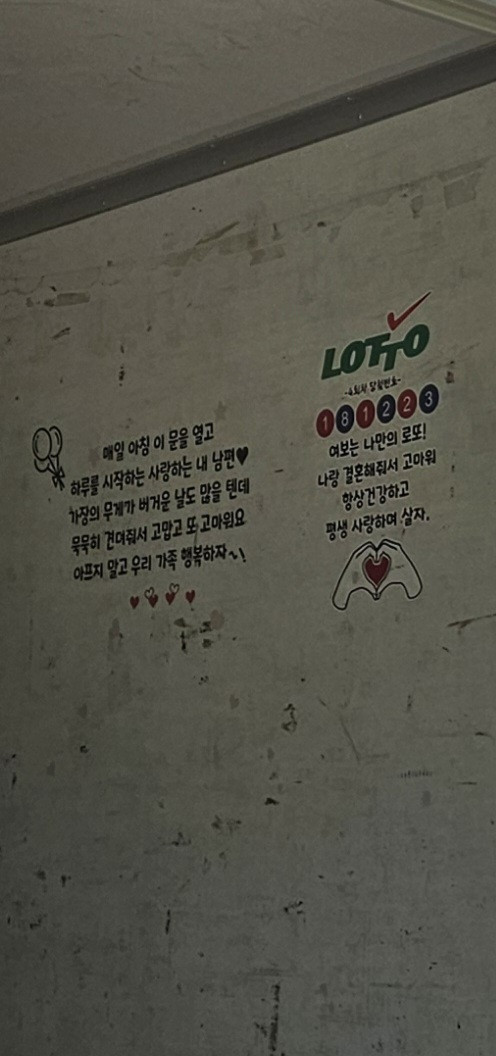 매일 아침 이 문을 열고
하루를 시작하는 사랑하는 내 남편♥
가장의 무게가 버거운 날도 많을 텐데
묵묵히 견뎌줘서 고맙고 또 고마워요
아프지 말고 우리 가족 행복하자~!
LOTTO
당첨번호-
1 8 1 2 2 3
여보는 나만의 로또!
나랑 결혼해줘서 고마워
항상건강하고
평생 사랑하며 살자.